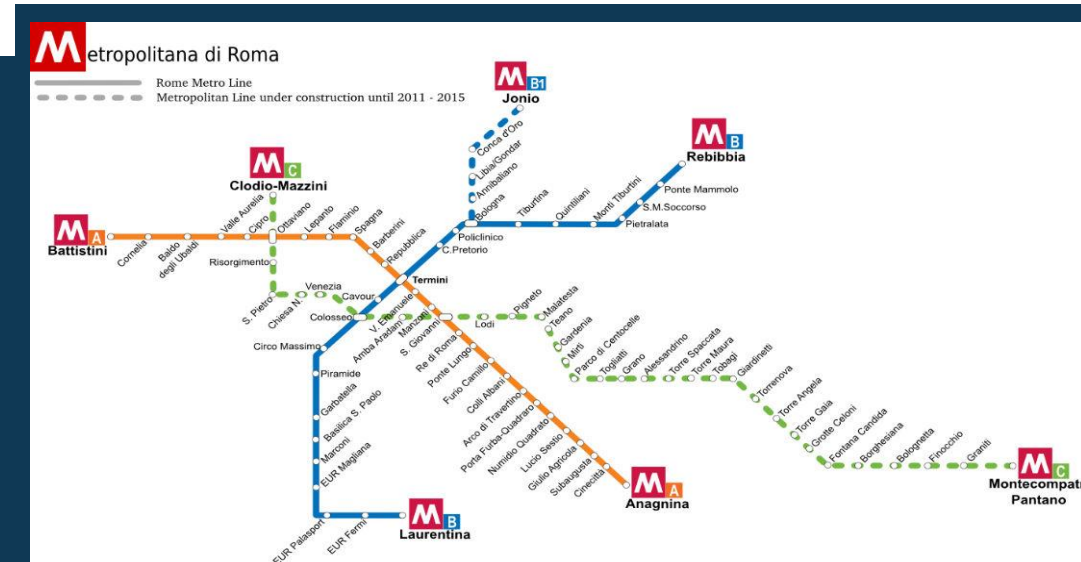 Metropolitana di Roma
Rome Metro Line
Metropolitan Line under construction until 2011 - 2015
M B1
Jonio
Conca d'Oro
Libia/Gondar
Annibaliano
Bologna
M B
Rebibbia
Ponte Mammolo
S.M.Soccorso
Pietralata
Monti Tiburtini
Quintiliani
Tiburtina
Policlinico
C.Pretorio
M C
Clodio-Mazzini
M A
Battistini
Cornelia
Baldo
degli Ubaldi
Valle Aurelia
Cipro
Ottaviano
Lepanto
Flaminio
Spagna
Barberini
Repubblica
Termini
Risorgimento
S. Pietro
Chiesa N.
Venezia
Cavour
Colosseo
Circo Massimo
Piramide
Garbatella
Basilica S. Paolo
Marconi
EUR Magliana
EUR Palasport
EUR Fermi
M B
Laurentina
V. Emanuele
Manzoni
Amba Aradam
S. Giovanni
Re di Roma
Ponte Lungo
Furio Camillo
Colli Albani
Arco di Travertino
Porta Furba-Quadraro
Numidio Quadrato
Lucio Sestio
Giulio Agricola
Subaugusta
Cinecittà
M A
Anagnina
Lodi
Pigneto
Malatesta
Teano
Gardenia
Mirti
Parco di Centocelle
Togliatti
Grano
Alessandrino
Torre Spaccata
Torre Maura
Tobagi
Giardinetti
Torrenova
Torre Angela
Torre Gaia
Grotte Celoni
Fontana Candida
Borghesiana
Bolognetta
Finocchio
Graniti
M C
Montecompatri
Pantano